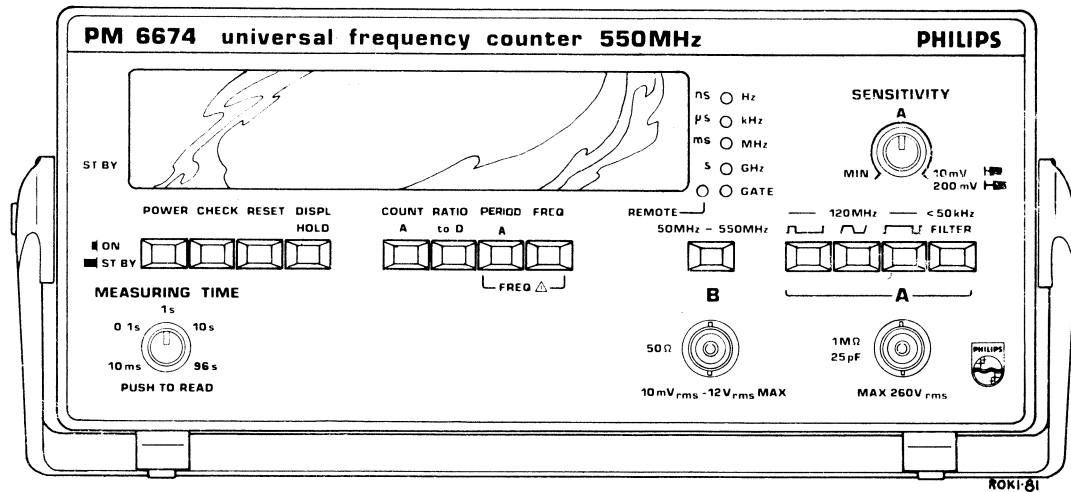 PM 6674 universal frequency counter 550MHz PHILIPS
ns Hz
µs kHz
ms MHz
s GHz
GATE
REMOTE
ST BY
SENSITIVITY
A
MIN
10mV
200 mV
POWER CHECK RESET DISPL HOLD
ON
ST BY
COUNT A RATIO to D PERIOD A FREQ
FREQ ⚠
50MHz - 550MHz
120MHz <50kHz
FILTER
MEASURING TIME
1s
0 1s 10s
10ms 96s
PUSH TO READ
B
50Ω
10mVrms -12Vrms MAX
A
1MΩ
25pF
MAX 260Vrms
PHILIPS
ROKI-81